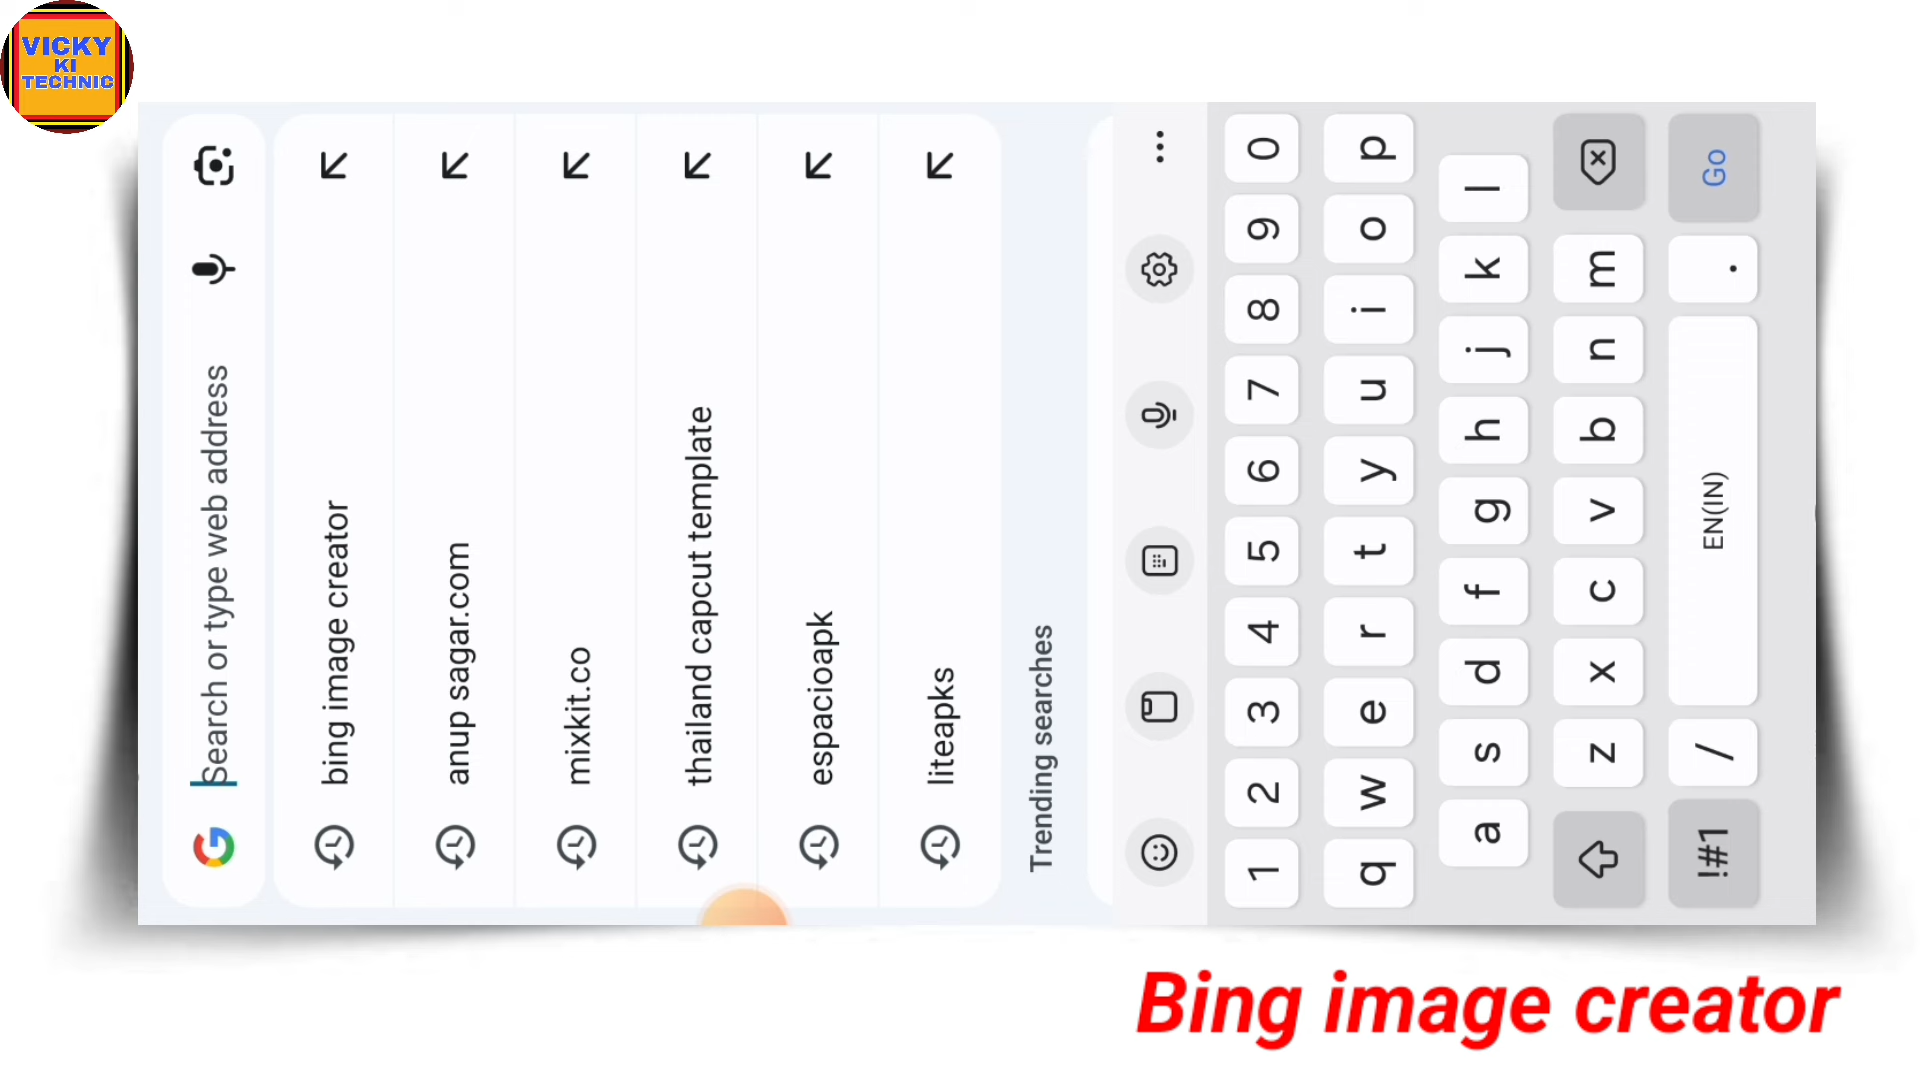 VICKY
KI
TECHNIC
Search or type web address
bing image creator
anup sagar.com
mixkit.co
thailand capcut template
espacioapk
liteapks
Trending searches
1 2 3 4 5 6 7 8 9 0
q w e r t y u i o p
a s d f g h j k l
z x c v b n m
!#1 / EN(IN) . Go
Bing image creator